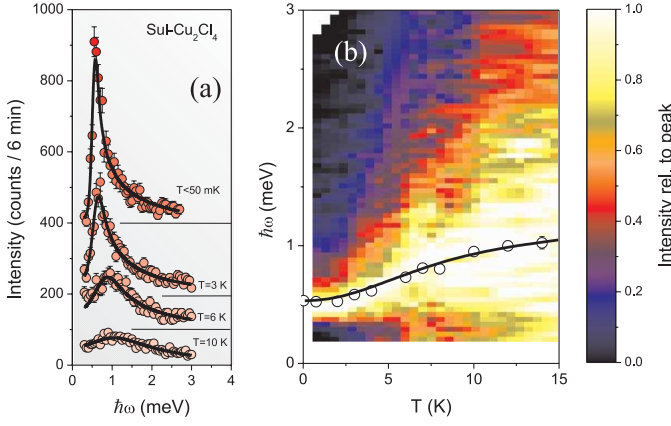 1000
800
600
400
200
0
Intensity (counts / 6 min)
Sul-Cu₂Cl₄
(a)
T<50 mK
T=3 K
T=6 K
T=10 K
0 1 2 3 4
ħω (meV)
(b)
3
2
1
0
ħω (meV)
0 5 10 15
T (K)
1.0
0.8
0.6
0.4
0.2
0.0
Intensity rel. to peak